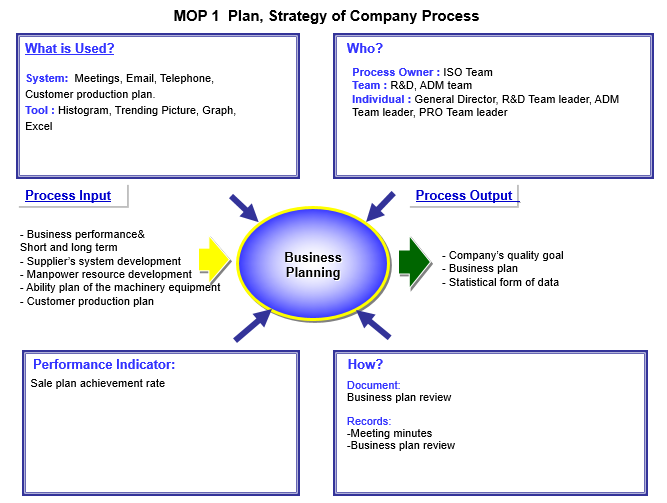 MOP 1  Plan, Strategy of Company Process
What is Used?
System:  Meetings, Email, Telephone,
Customer production plan.
Tool : Histogram, Trending Picture, Graph,
Excel
Who?
Process Owner : ISO Team
Team : R&D, ADM team
Individual : General Director, R&D Team leader, ADM
Team leader, PRO Team leader
Process Input
- Business performance&
Short and long term
- Supplier's system development
- Manpower resource development
- Ability plan of the machinery equipment
- Customer production plan
Business
Planning
Process Output
- Company's quality goal
- Business plan
- Statistical form of data
Performance Indicator:
Sale plan achievement rate
How?
Document:
Business plan review
Records:
-Meeting minutes
-Business plan review